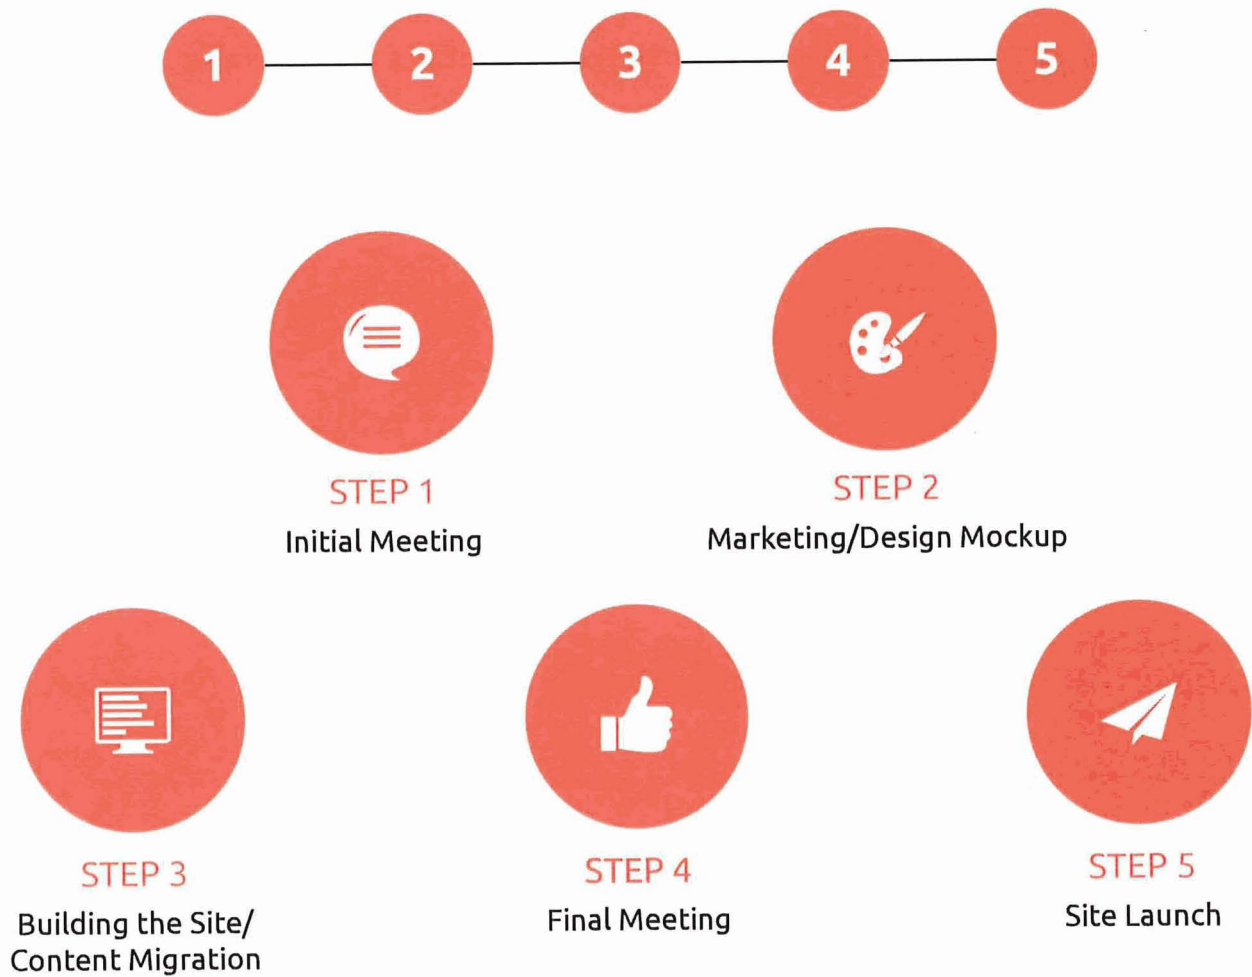 1 2 3 4 5
STEP 1
Initial Meeting
STEP 2
Marketing/Design Mockup
STEP 3
Building the Site/
Content Migration
STEP 4
Final Meeting
STEP 5
Site Launch